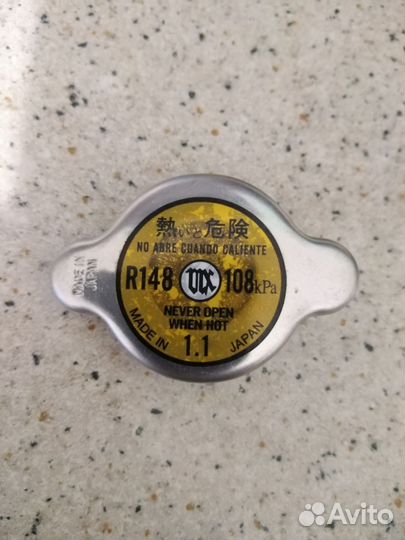 熱いと危険
NO ABRE CUANDO CALIENTE
R148
108kPa
NEVER OPEN
WHEN HOT
MADE IN JAPAN
1.1
MADE IN
JAPAN
Avito